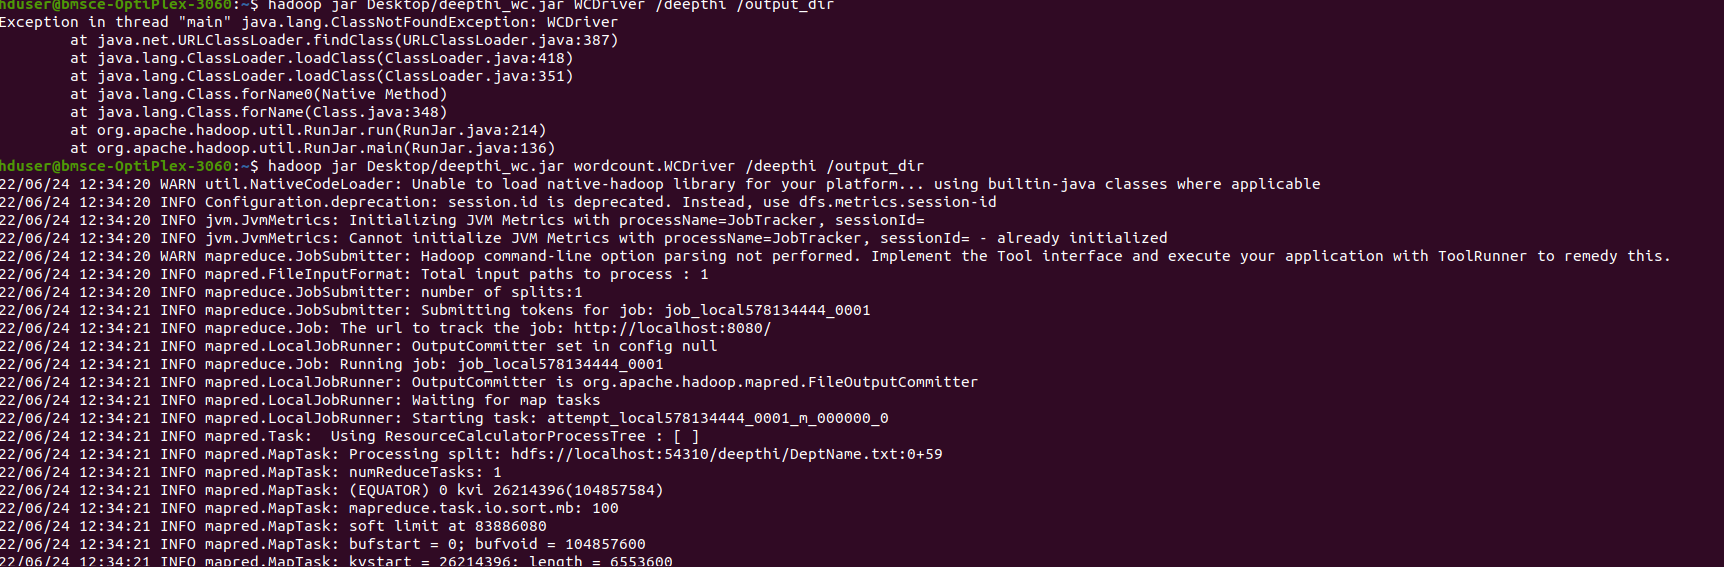 hduser@bmsce-OptiPlex-3060:~$ hadoop jar Desktop/deepthi_wc.jar WCDriver /deepthi /output_dir
Exception in thread "main" java.lang.ClassNotFoundException: WCDriver
        at java.net.URLClassLoader.findClass(URLClassLoader.java:387)
        at java.lang.ClassLoader.loadClass(ClassLoader.java:418)
        at java.lang.ClassLoader.loadClass(ClassLoader.java:351)
        at java.lang.Class.forName0(Native Method)
        at java.lang.Class.forName(Class.java:348)
        at org.apache.hadoop.util.RunJar.run(RunJar.java:214)
        at org.apache.hadoop.util.RunJar.main(RunJar.java:136)
hduser@bmsce-OptiPlex-3060:~$ hadoop jar Desktop/deepthi_wc.jar wordcount.WCDriver /deepthi /output_dir
22/06/24 12:34:20 WARN util.NativeCodeLoader: Unable to load native-hadoop library for your platform... using builtin-java classes where applicable
22/06/24 12:34:20 INFO Configuration.deprecation: session.id is deprecated. Instead, use dfs.metrics.session-id
22/06/24 12:34:20 INFO jvm.JvmMetrics: Initializing JVM Metrics with processName=JobTracker, sessionId=
22/06/24 12:34:20 INFO jvm.JvmMetrics: Cannot initialize JVM Metrics with processName=JobTracker, sessionId= - already initialized
22/06/24 12:34:20 WARN mapreduce.JobSubmitter: Hadoop command-line option parsing not performed. Implement the Tool interface and execute your application with ToolRunner to remedy this.
22/06/24 12:34:20 INFO mapred.FileInputFormat: Total input paths to process : 1
22/06/24 12:34:20 INFO mapreduce.JobSubmitter: number of splits:1
22/06/24 12:34:21 INFO mapreduce.JobSubmitter: Submitting tokens for job: job_local578134444_0001
22/06/24 12:34:21 INFO mapreduce.Job: The url to track the job: http://localhost:8080/
22/06/24 12:34:21 INFO mapred.LocalJobRunner: OutputCommitter set in config null
22/06/24 12:34:21 INFO mapreduce.Job: Running job: job_local578134444_0001
22/06/24 12:34:21 INFO mapred.LocalJobRunner: OutputCommitter is org.apache.hadoop.mapred.FileOutputCommitter
22/06/24 12:34:21 INFO mapred.LocalJobRunner: Waiting for map tasks
22/06/24 12:34:21 INFO mapred.LocalJobRunner: Starting task: attempt_local578134444_0001_m_000000_0
22/06/24 12:34:21 INFO mapred.Task:  Using ResourceCalculatorProcessTree : [ ]
22/06/24 12:34:21 INFO mapred.MapTask: Processing split: hdfs://localhost:54310/deepthi/DeptName.txt:0+59
22/06/24 12:34:21 INFO mapred.MapTask: numReduceTasks: 1
22/06/24 12:34:21 INFO mapred.MapTask: (EQUATOR) 0 kvi 26214396(104857584)
22/06/24 12:34:21 INFO mapred.MapTask: mapreduce.task.io.sort.mb: 100
22/06/24 12:34:21 INFO mapred.MapTask: soft limit at 83886080
22/06/24 12:34:21 INFO mapred.MapTask: bufstart = 0; bufvoid = 104857600
22/06/24 12:34:21 INFO mapred.MapTask: kvstart = 26214396; length = 6553600